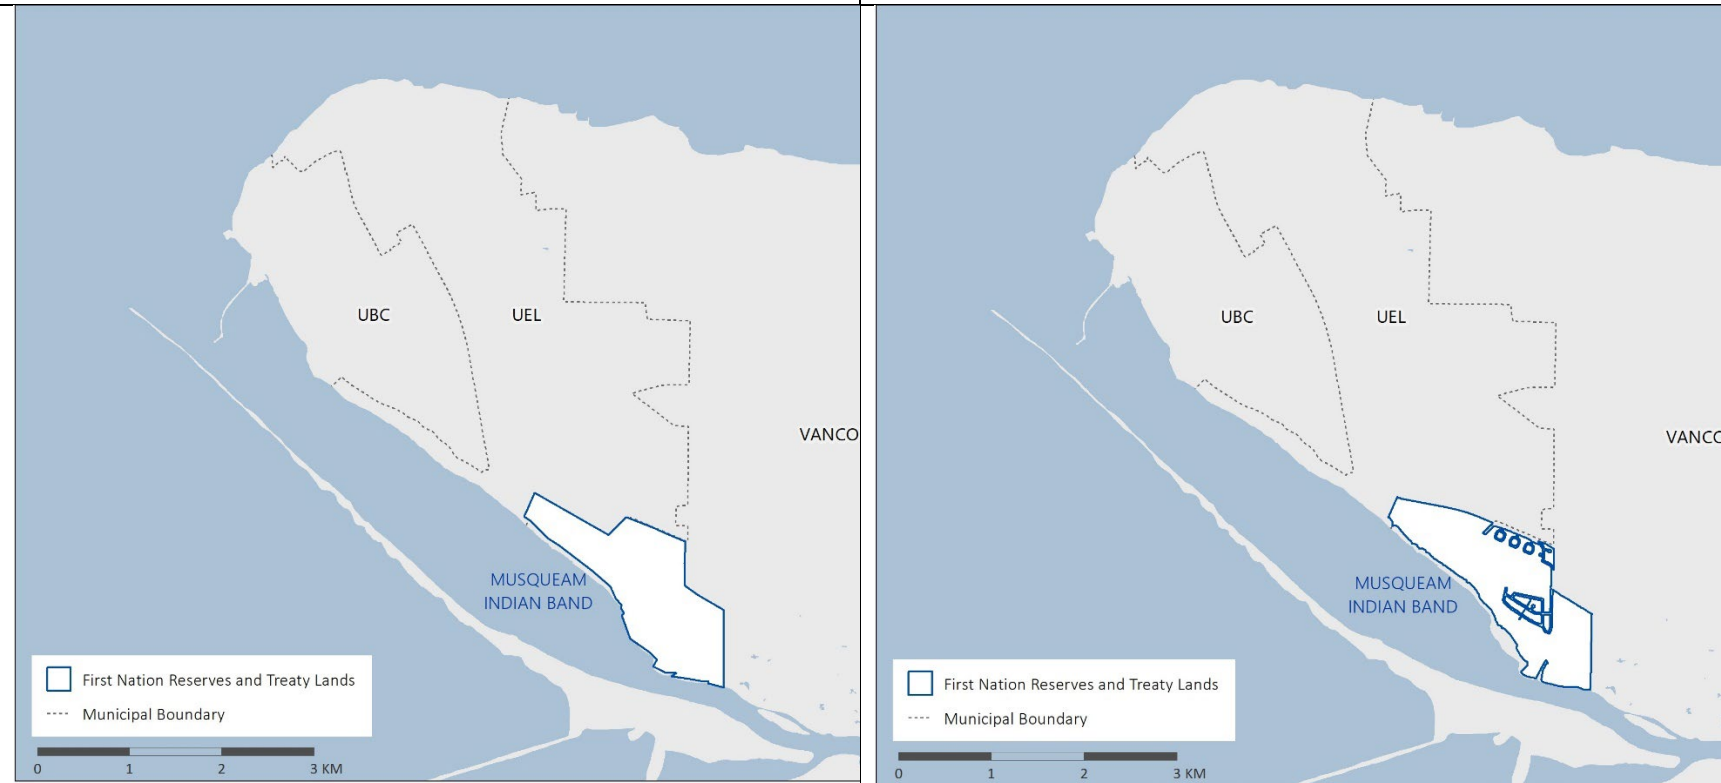 UBC
UEL
VANCO
MUSQUEAM
INDIAN BAND
First Nation Reserves and Treaty Lands
Municipal Boundary
0 1 2 3 KM
UBC
UEL
VANCO
MUSQUEAM
INDIAN BAND
First Nation Reserves and Treaty Lands
Municipal Boundary
0 1 2 3 KM